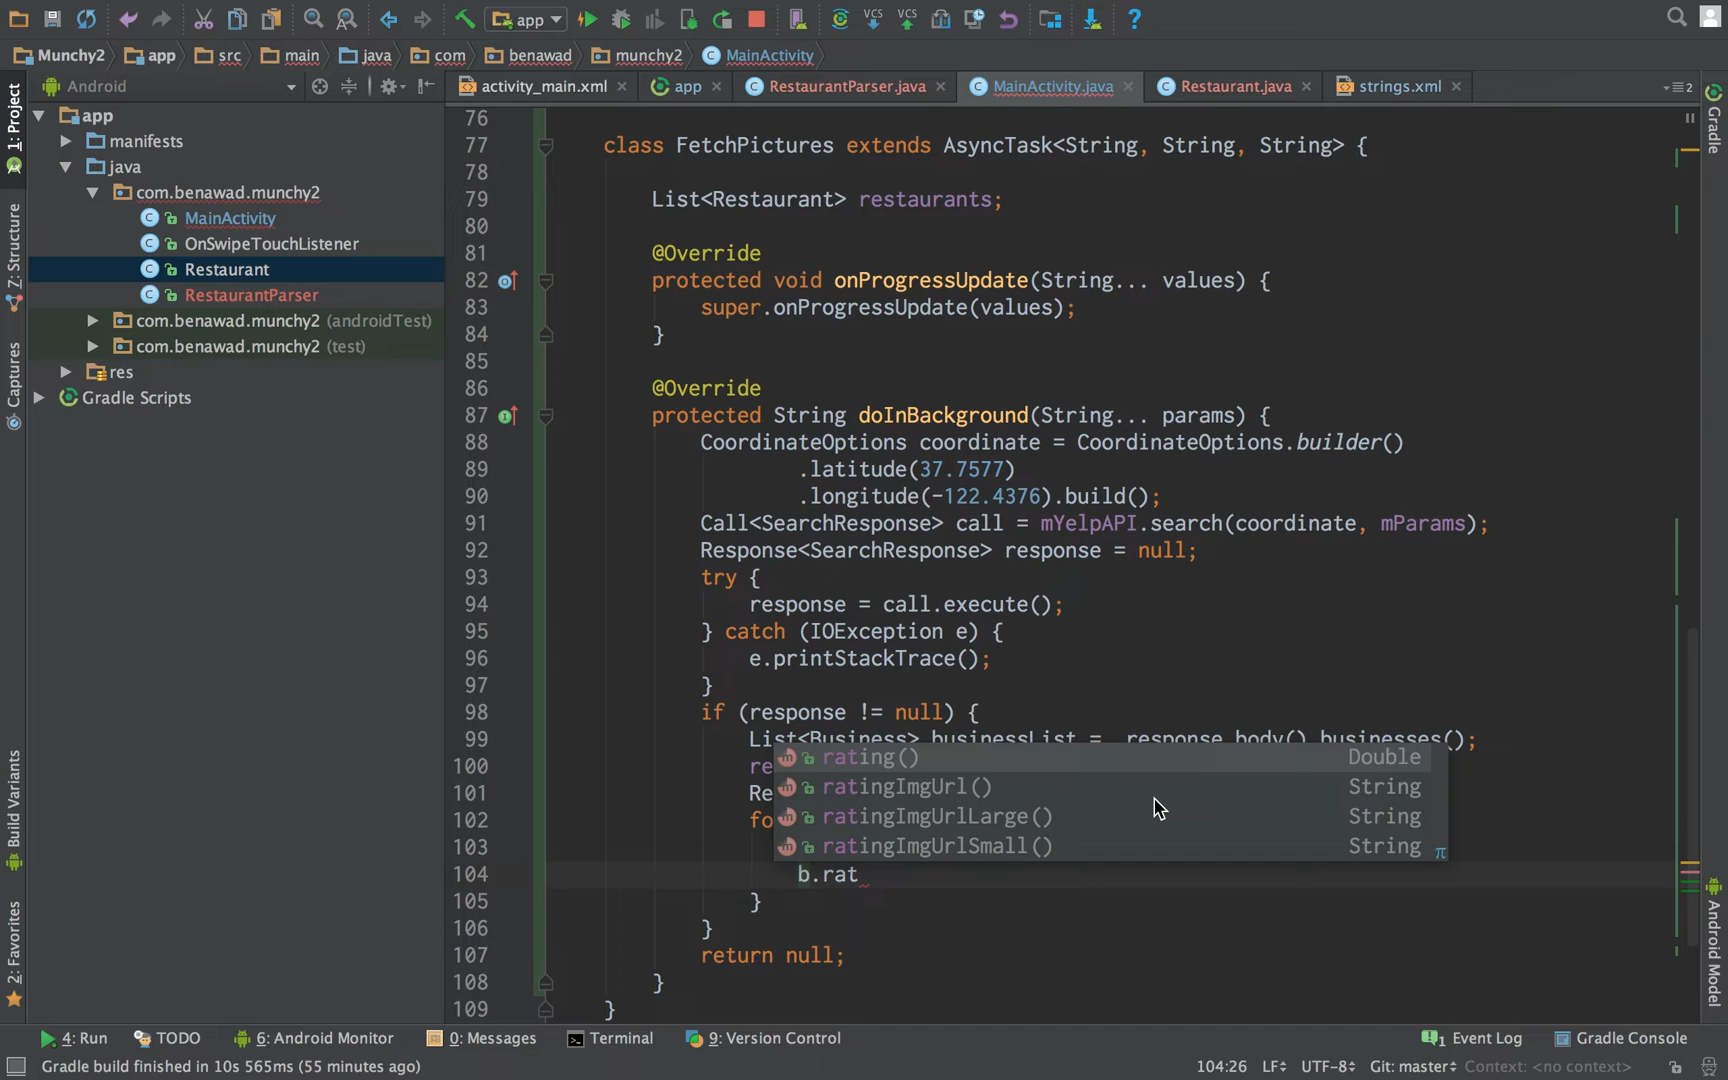 app
Munchy2 app src main java com benawad munchy2 MainActivity
Android
activity_main.xml app RestaurantParser.java MainActivity.java Restaurant.java strings.xml 2
1: Project
Z: Structure
Captures
Build Variants
2: Favorites
app
manifests
java
com.benawad.munchy2
MainActivity
OnSwipeTouchListener
Restaurant
RestaurantParser
com.benawad.munchy2 (androidTest)
com.benawad.munchy2 (test)
res
Gradle Scripts
76
77 class FetchPictures extends AsyncTask<String, String, String> {
78
79 List<Restaurant> restaurants;
80
81 @Override
82 protected void onProgressUpdate(String... values) {
83 super.onProgressUpdate(values);
84 }
85
86 @Override
87 protected String doInBackground(String... params) {
88 CoordinateOptions coordinate = CoordinateOptions.builder()
89 .latitude(37.7577)
90 .longitude(-122.4376).build();
91 Call<SearchResponse> call = mYelpAPI.search(coordinate, mParams);
92 Response<SearchResponse> response = null;
93 try {
94 response = call.execute();
95 } catch (IOException e) {
96 e.printStackTrace();
97 }
98 if (response != null) {
99 List<Business> businessList = response.body().businesses();
100 re
101 Re
102 fo
103
104 b.rat
105 }
106 }
107 return null;
108 }
109 }
rating() Double
ratingImgUrl() String
ratingImgUrlLarge() String
ratingImgUrlSmall() String π
Gradle
Android Model
4: Run TODO 6: Android Monitor 0: Messages Terminal 9: Version Control 1 Event Log Gradle Console
Gradle build finished in 10s 565ms (55 minutes ago) 104:26 LF UTF-8 Git: master Context: <no context>
VCS VCS